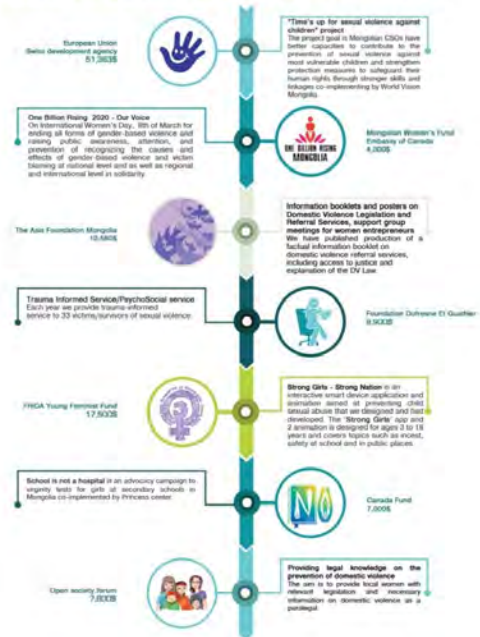 "Time's up for sexual violence against
children" project
The project goal is Mongolian CSOs have
better capacities to contribute to the
prevention of sexual violence against
most vulnerable children and strengthen
protection measures to safeguard their
human rights through stronger skills and
linkages co-implementing by World Vision
Mongolia.
European Union
Swiss development agency
51,363$
One Billion Rising 2020 - Our Voice
On International Women's Day, 8th of March for
ending all forms of gender-based violence and
raising public awareness, attention, and
prevention of recognizing the causes and
effects of gender-based violence and victim
blaming at national level and as well as regional
and international level in solidarity.
ONE BILLION RISING
MONGOLIA
Mongolian Women's Fund
Embassy of Canada
4,000$
The Asia Foundation Mongolia
Information booklets and posters on
Domestic Violence Legislation and
Referral Services, support group
meetings for women entrepreneurs
We have published production of a
factual information booklet on
domestic violence referral services,
including access to justice and
explanation of the DV Law.
Trauma Informed Service/PsychoSocial service
Each year we provide trauma-informed
service to 33 victims/survivors of sexual violence.
Foundation Dufresne Et Gauthier
9,900$
FRIDA Young Feminist Fund
17,500$
Strong Girls - Strong Nation is an
interactive smart device application and
animation aimed at preventing child
sexual abuse that we designed and had
developed. The 'Strong Girls' app and
2 animation is designed for ages 3 to 18
years and covers topics such as incest,
safety at school and in public places.
School is not a hospital is an advocacy campaign to
virginity tests for girls of secondary schools in
Mongolia co-implemented by Princess center.
NO
Canada Fund
7,000$
Open society forum
Providing legal knowledge on the
prevention of domestic violence
The aim is to provide local women with
relevant legislation and necessary
information on domestic violence as a
paralegal.